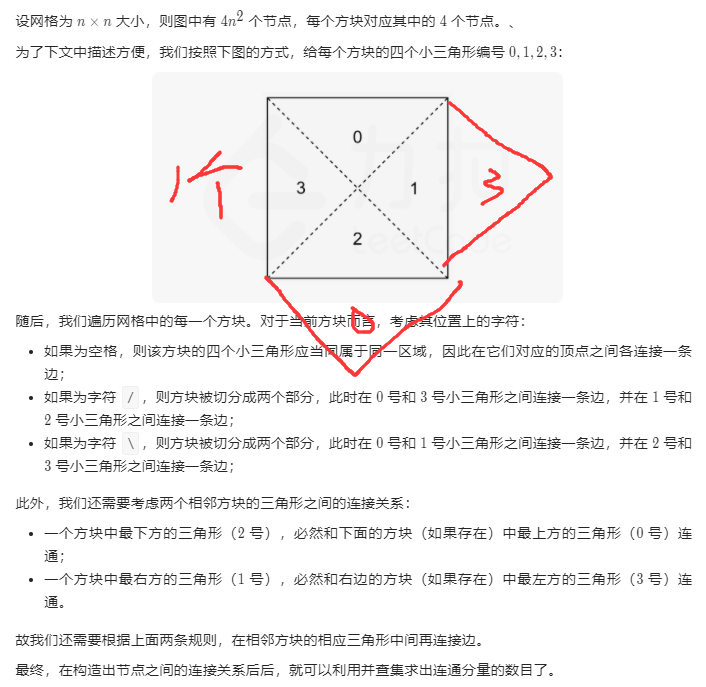 设网格为 n × n 大小，则图中有 4n² 个节点，每个方块对应其中的 4 个节点。、
为了下文中描述方便，我们按照下图的方式，给每个方块的四个小三角形编号 0, 1, 2, 3：
0
1个
3
1
3
2
力扣
LeetCode
0
随后，我们遍历网格中的每一个方块。对于当前方块而言，考虑其位置上的字符：
• 如果为空格，则该方块的四个小三角形应当同属于同一区域，因此在它们对应的顶点之间各连接一条
边；
• 如果为字符 /，则方块被切分成两个部分，此时在 0 号和 3 号小三角形之间连接一条边，并在 1 号和
2 号小三角形之间连接一条边；
• 如果为字符 \，则方块被切分成两个部分，此时在 0 号和 1 号小三角形之间连接一条边，并在 2 号和
3 号小三角形之间连接一条边；
此外，我们还需要考虑两个相邻方块的三角形之间的连接关系：
• 一个方块中最下方的三角形（2 号），必然和下面的方块（如果存在）中最上方的三角形（0 号）连
通；
• 一个方块中最右方的三角形（1 号），必然和右边的方块（如果存在）中最左方的三角形（3 号）连
通。
故我们还需要根据上面两条规则，在相邻方块的相应三角形中间再连接边。
最终，在构造出节点之间的连接关系后后，就可以利用并查集求出连通分量的数目了。